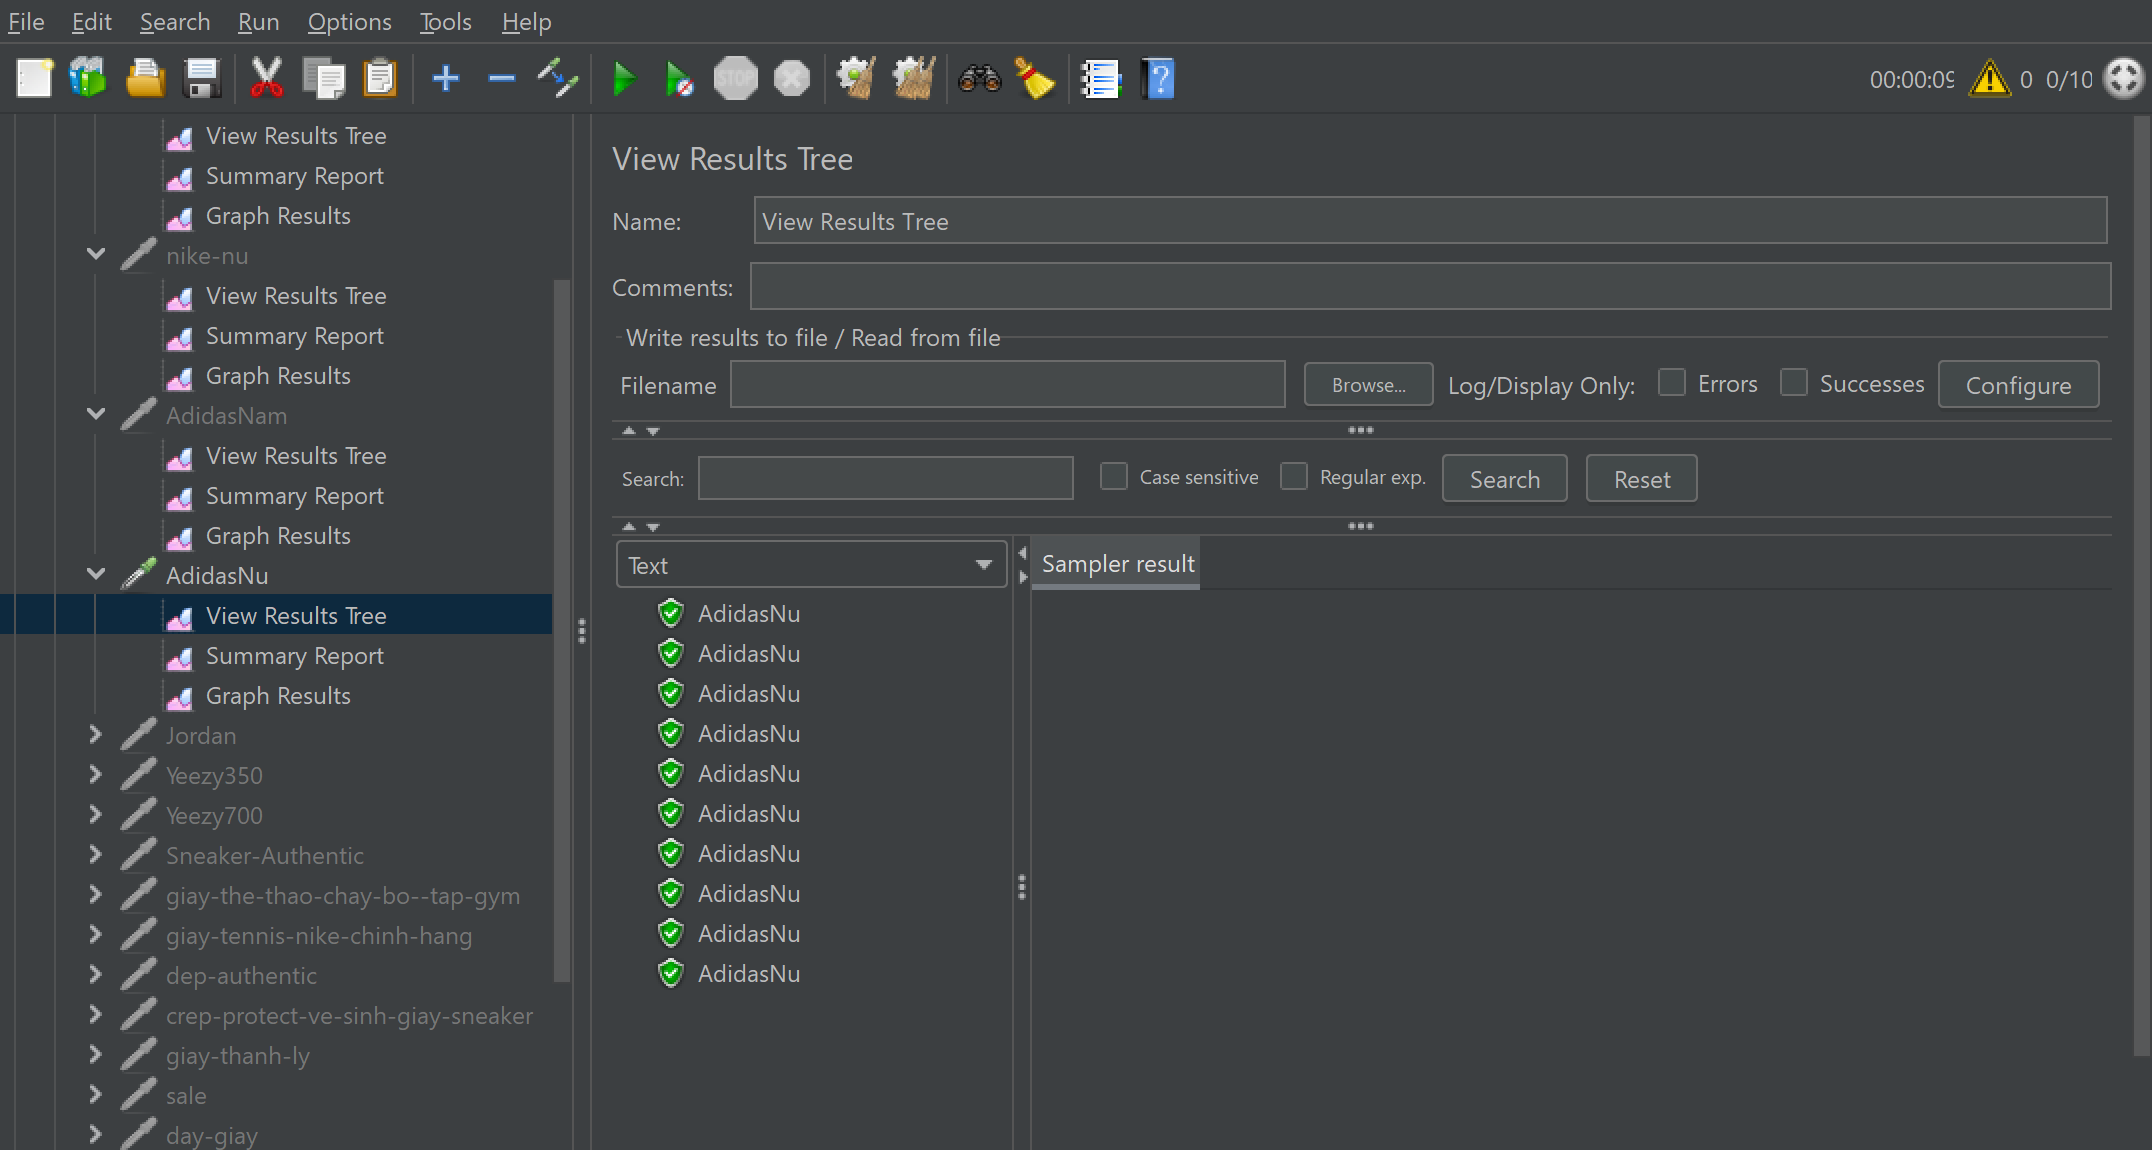 File Edit Search Run Options Tools Help
STOP
00:00:09 0 0/10
View Results Tree
Summary Report
Graph Results
nike-nu
View Results Tree
Summary Report
Graph Results
AdidasNam
View Results Tree
Summary Report
Graph Results
AdidasNu
View Results Tree
Summary Report
Graph Results
Jordan
Yeezy350
Yeezy700
Sneaker-Authentic
giay-the-thao-chay-bo--tap-gym
giay-tennis-nike-chinh-hang
dep-authentic
crep-protect-ve-sinh-giay-sneaker
giay-thanh-ly
sale
day-giay
View Results Tree
Name: View Results Tree
Comments:
Write results to file / Read from file
Filename Browse... Log/Display Only: Errors Successes Configure
Search: Case sensitive Regular exp. Search Reset
Text
Sampler result
AdidasNu
AdidasNu
AdidasNu
AdidasNu
AdidasNu
AdidasNu
AdidasNu
AdidasNu
AdidasNu
AdidasNu